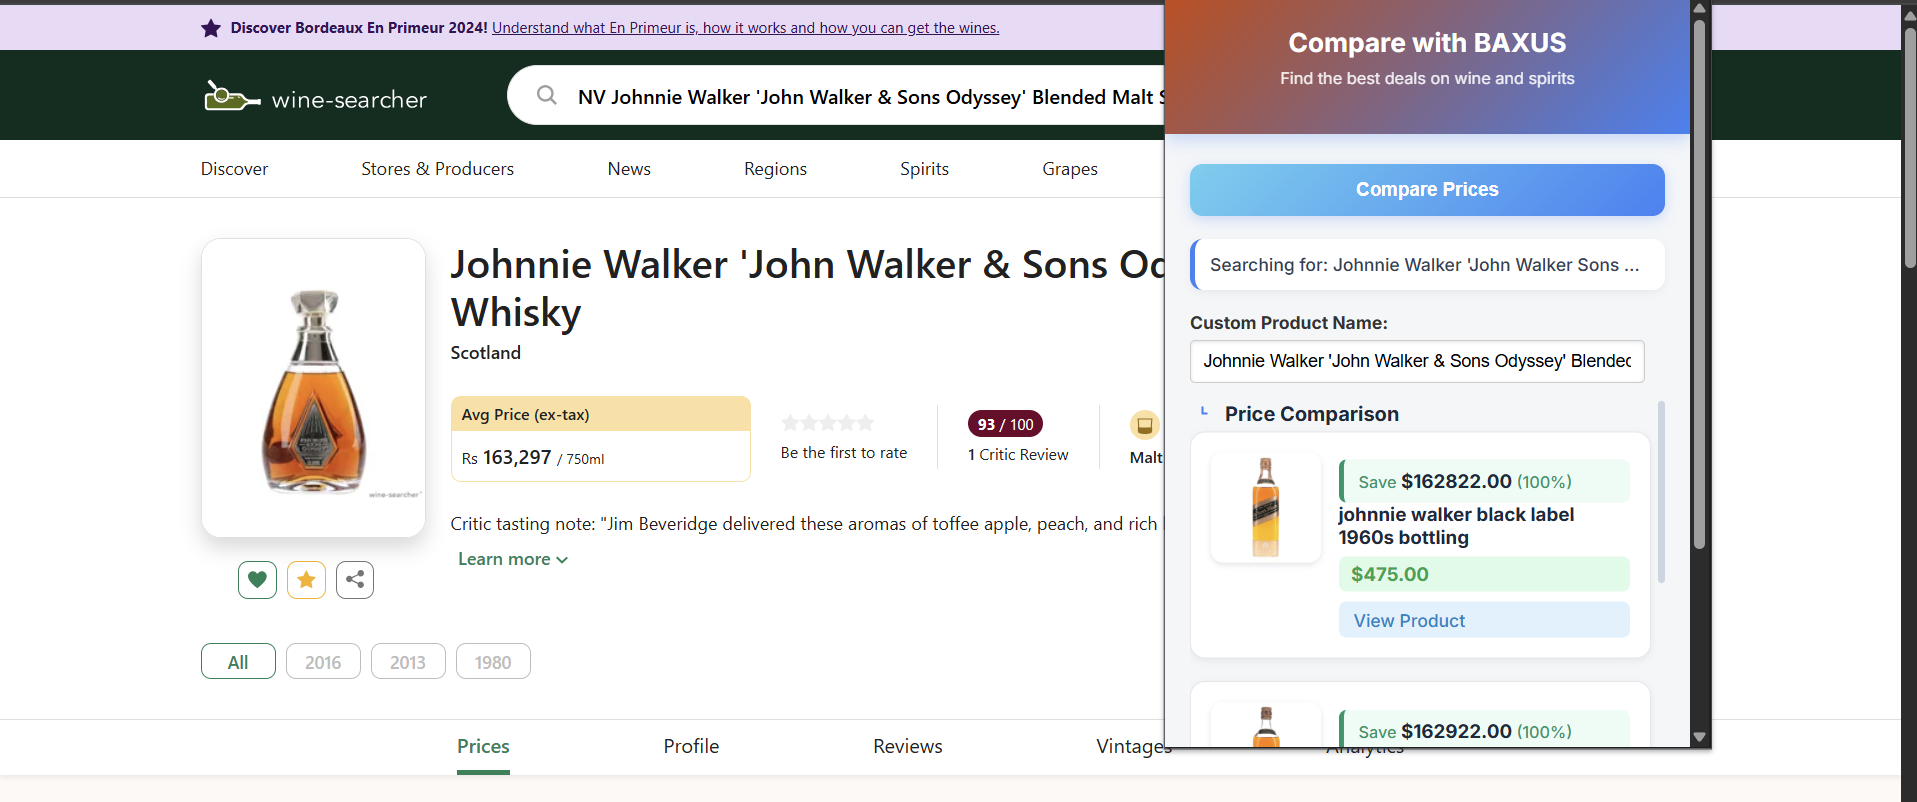 Discover Bordeaux En Primeur 2024! Understand what En Primeur is, how it works and how you can get the wines.
wine-searcher
NV Johnnie Walker 'John Walker & Sons Odyssey' Blended Malt S
Discover
Stores & Producers
News
Regions
Spirits
Grapes
Johnnie Walker 'John Walker & Sons Od
Whisky
Scotland
Avg Price (ex-tax)
Rs 163,297 / 750ml
Be the first to rate
93 / 100
1 Critic Review
Malt
Critic tasting note: "Jim Beveridge delivered these aromas of toffee apple, peach, and rich
Learn more
wine-searcher
All
2016
2013
1980
Prices
Profile
Reviews
Vintages
Analytics
Compare with BAXUS
Find the best deals on wine and spirits
Compare Prices
Searching for: Johnnie Walker 'John Walker Sons ...
Custom Product Name:
Johnnie Walker 'John Walker & Sons Odyssey' Blended
Price Comparison
Save $162822.00 (100%)
johnnie walker black label
1960s bottling
$475.00
View Product
Save $162922.00 (100%)